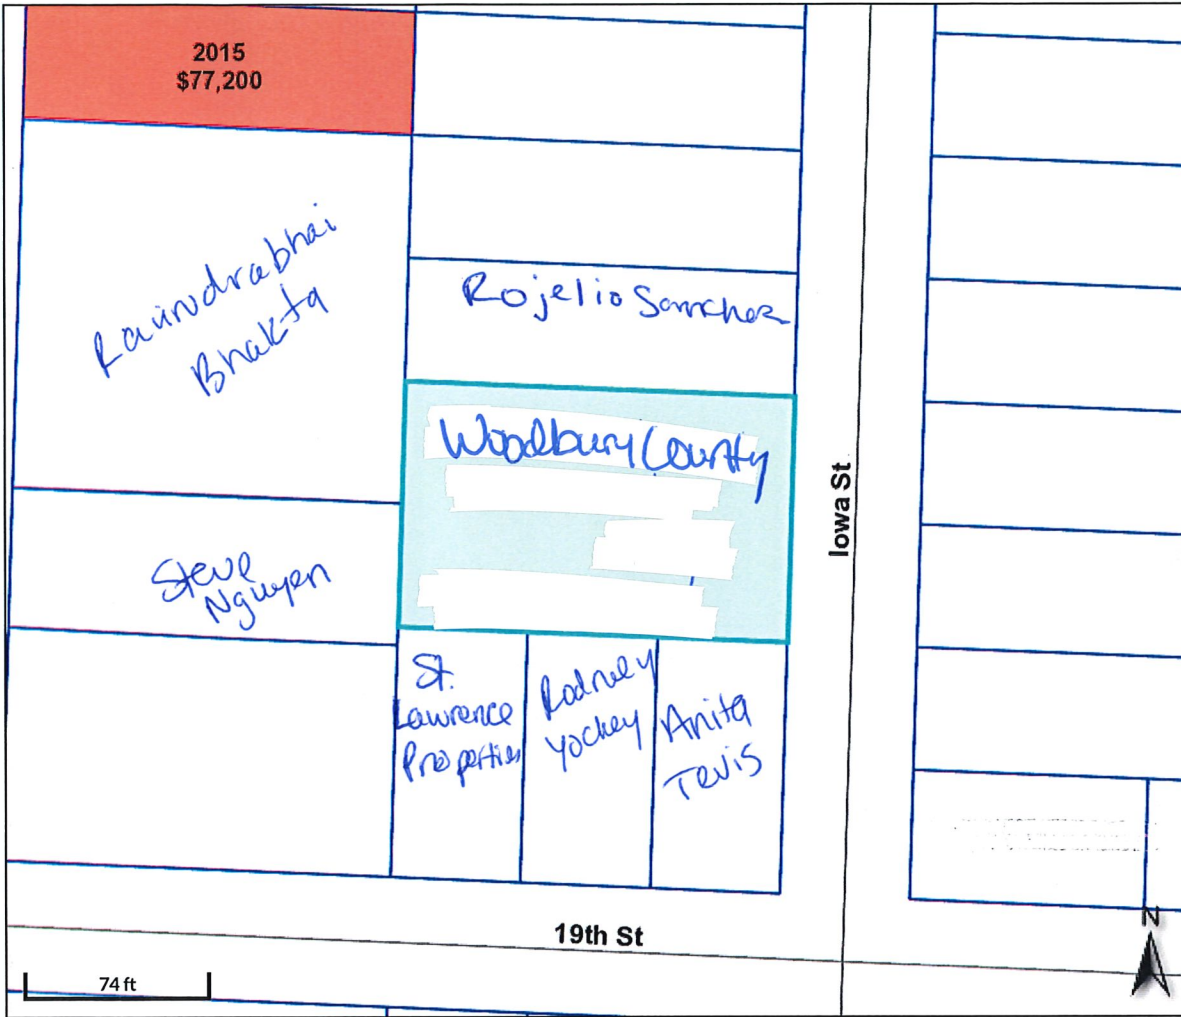 2015
$77,200
Ravindrabhai
Bhakta
Rojelio Sanchez
Woodbury County
Iowa St
Steve
Nguyen
St.
Lawrence
Properties
Rodney
Yockey
Anita
Tevis
19th St
N
74 ft